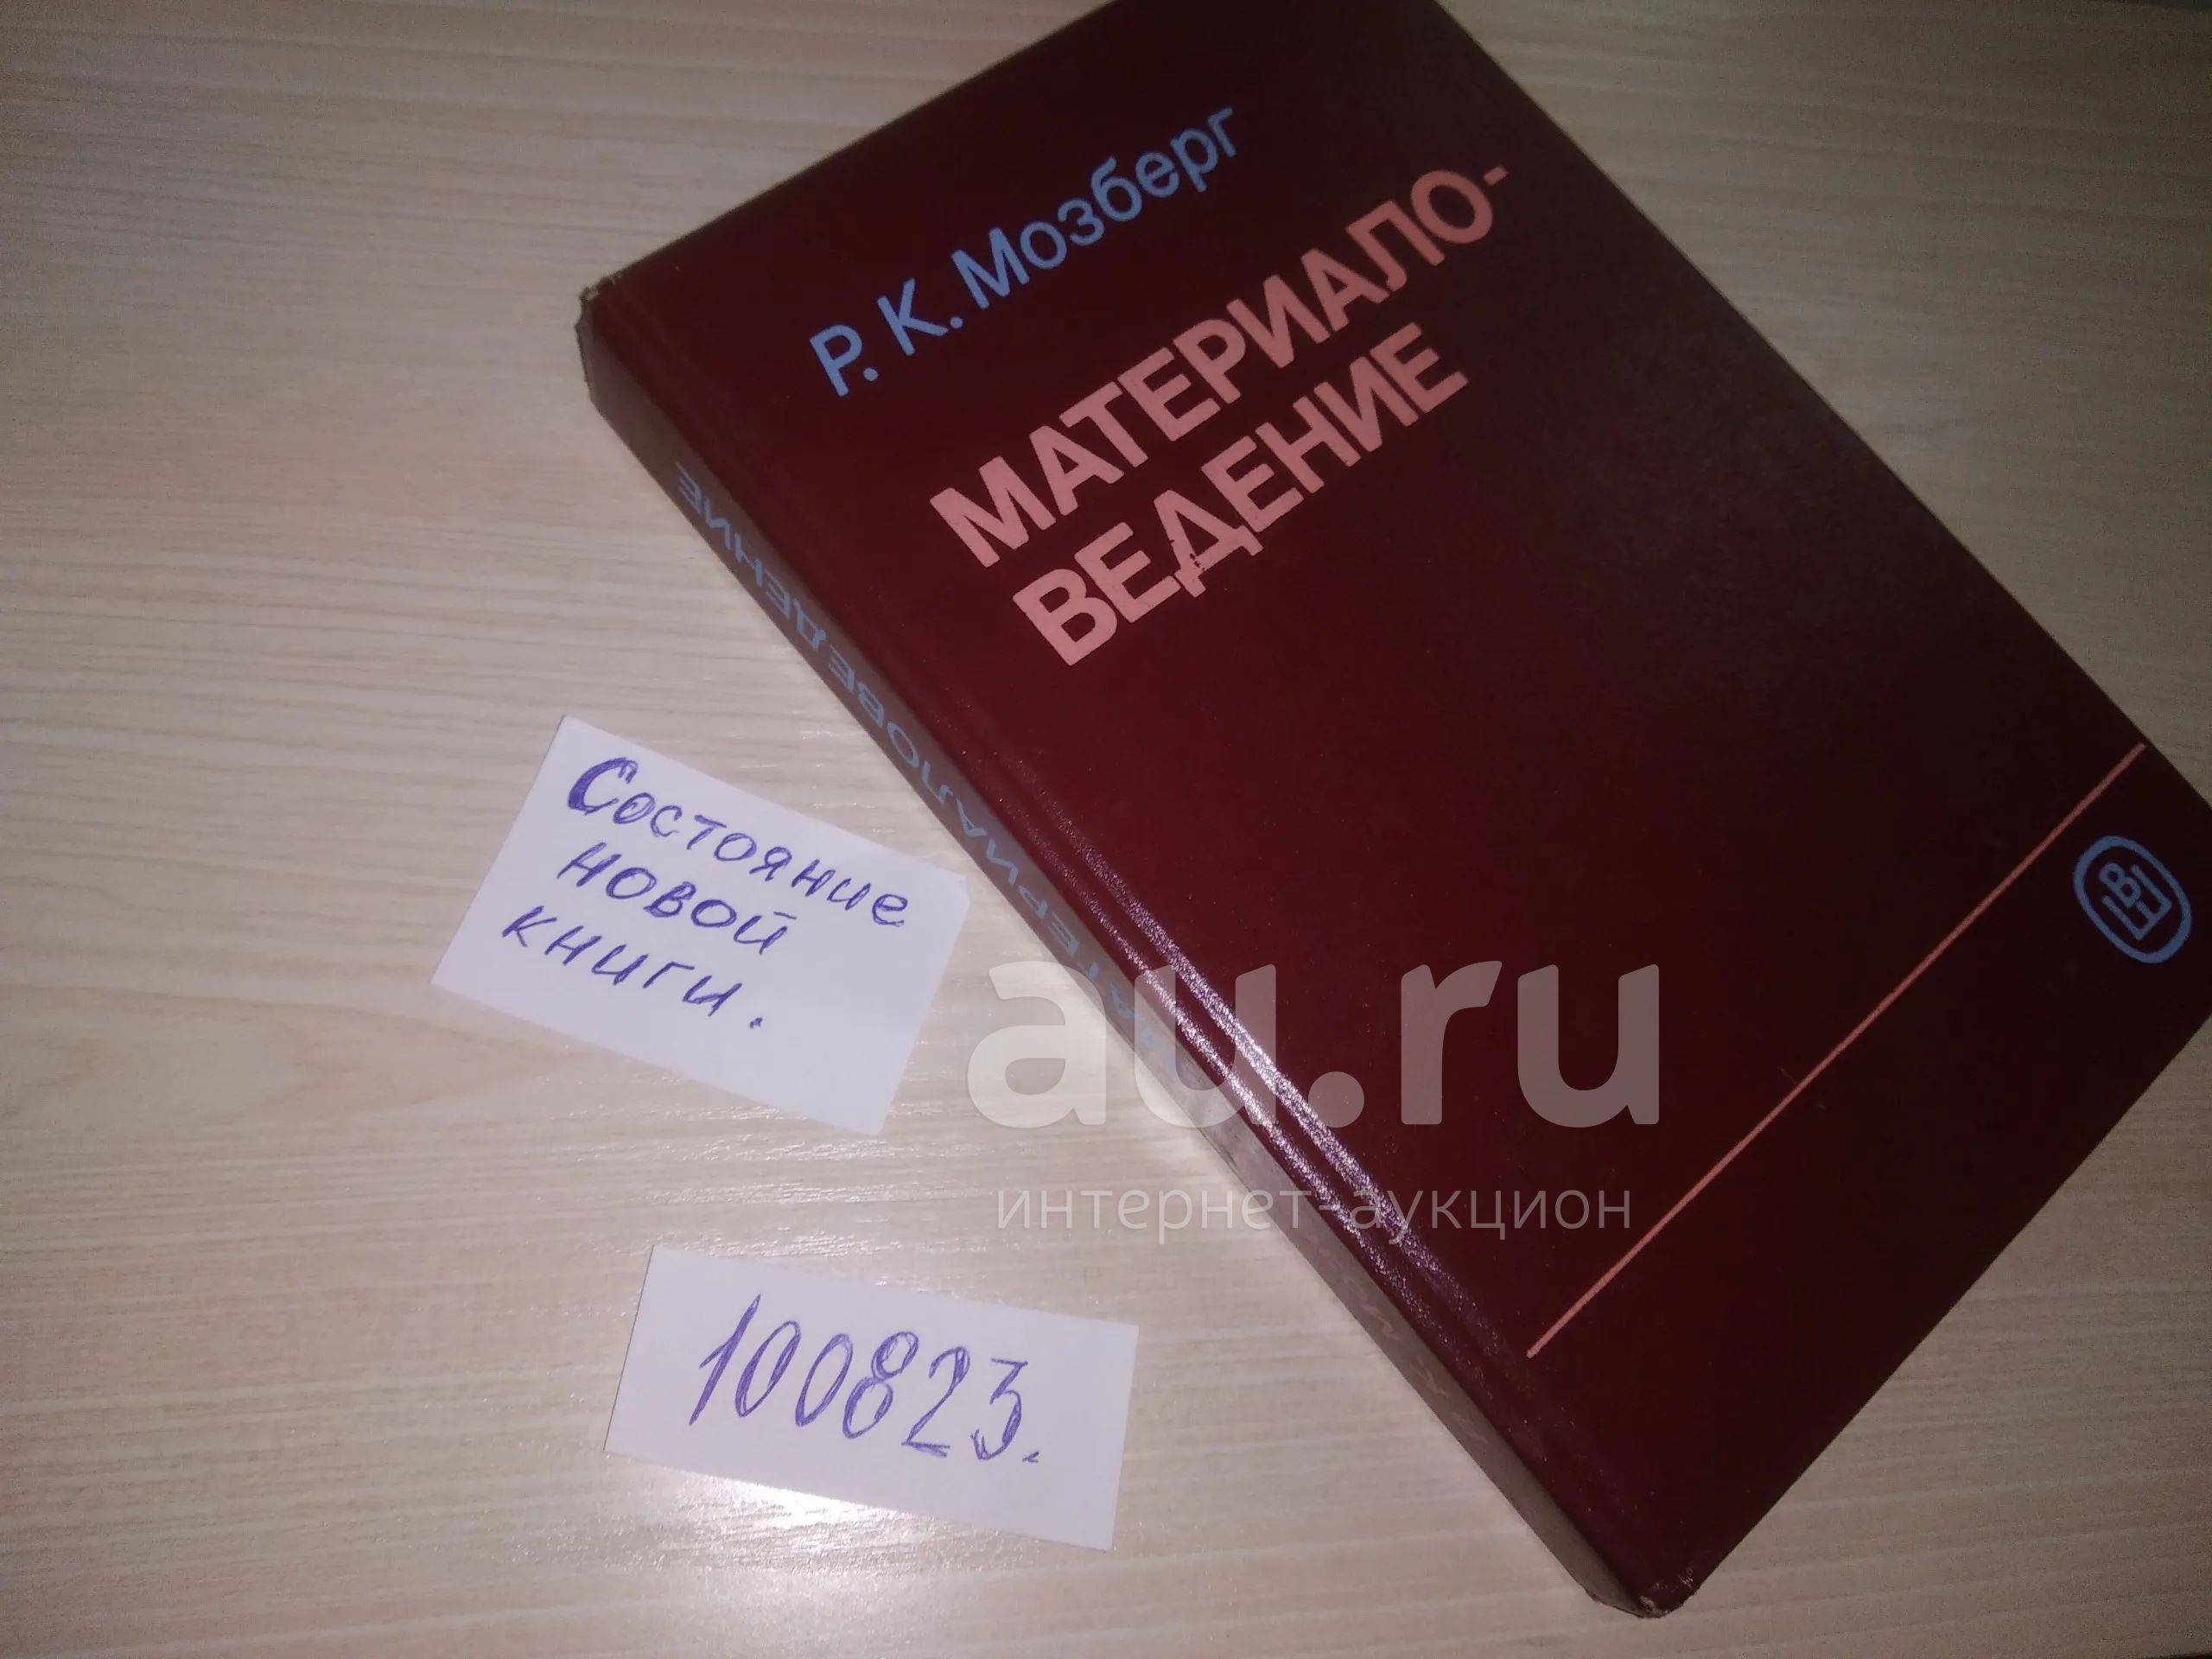 Р. К. Мозберг
МАТЕРИАЛО-
ВЕДЕНИЕ
МАТЕРИАЛОВЕДЕНИЕ
Состояние
новой
книги.
100823.
au.ru
интернет-аукцион